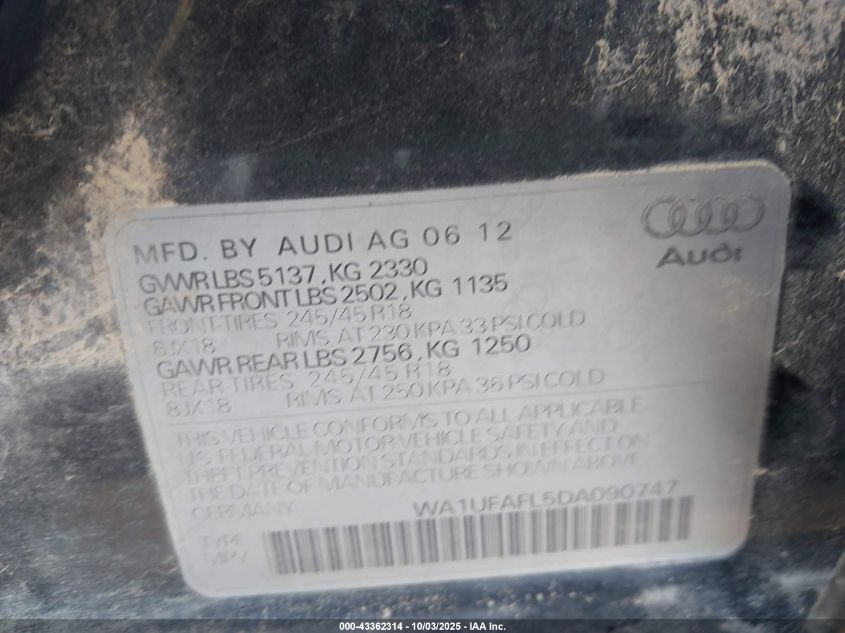 MFD. BY AUDI AG 06 12
Audi
GVWR LBS 5137, KG 2330
GAWR FRONT LBS 2502, KG 1135
FRONT-TIRES 245/45 R18
8JX18 RIMS, AT 230 KPA 33 PSI COLD
GAWR REAR LBS 2756, KG 1250
REAR-TIRES 245/45 R18
8JX18 RIMS, AT 250 KPA 36 PSI COLD
THIS VEHICLE CONFORMS TO ALL APPLICABLE
US FEDERAL MOTOR VEHICLE SAFETY AND
THEFT PREVENTION STANDARDS IN EFFECT ON
THE DATE OF MANUFACTURE SHOWN ABOVE.
GERMANY WA1UFAFL5DA090747
TYPE
MPV
000-43362314 - 10/03/2025 - IAA Inc.